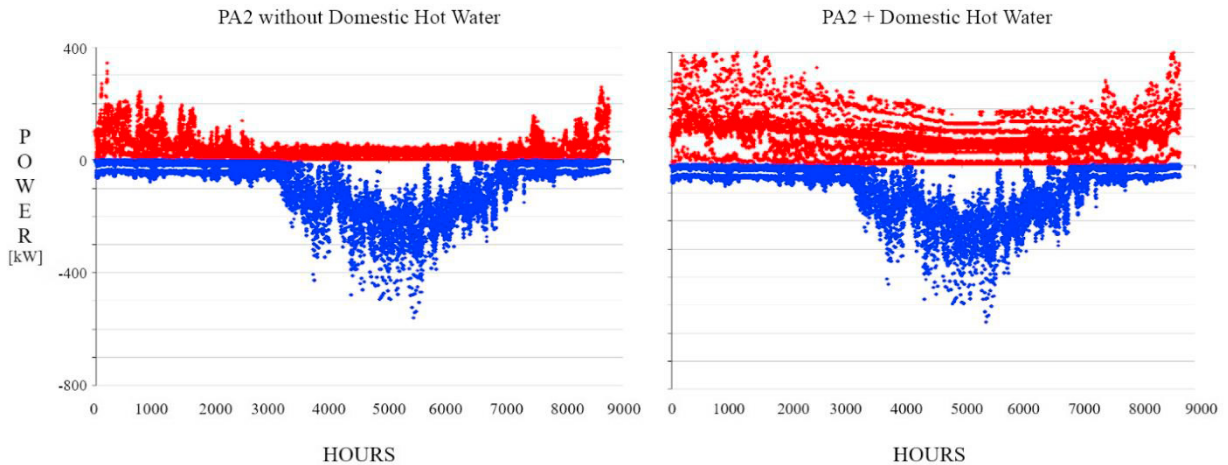 PA2 without Domestic Hot Water
PA2 + Domestic Hot Water
400
0
-400
-800
P
O
W
E
R
[kW]
0 1000 2000 3000 4000 5000 6000 7000 8000 9000
0 1000 2000 3000 4000 5000 6000 7000 8000 9000
HOURS
HOURS